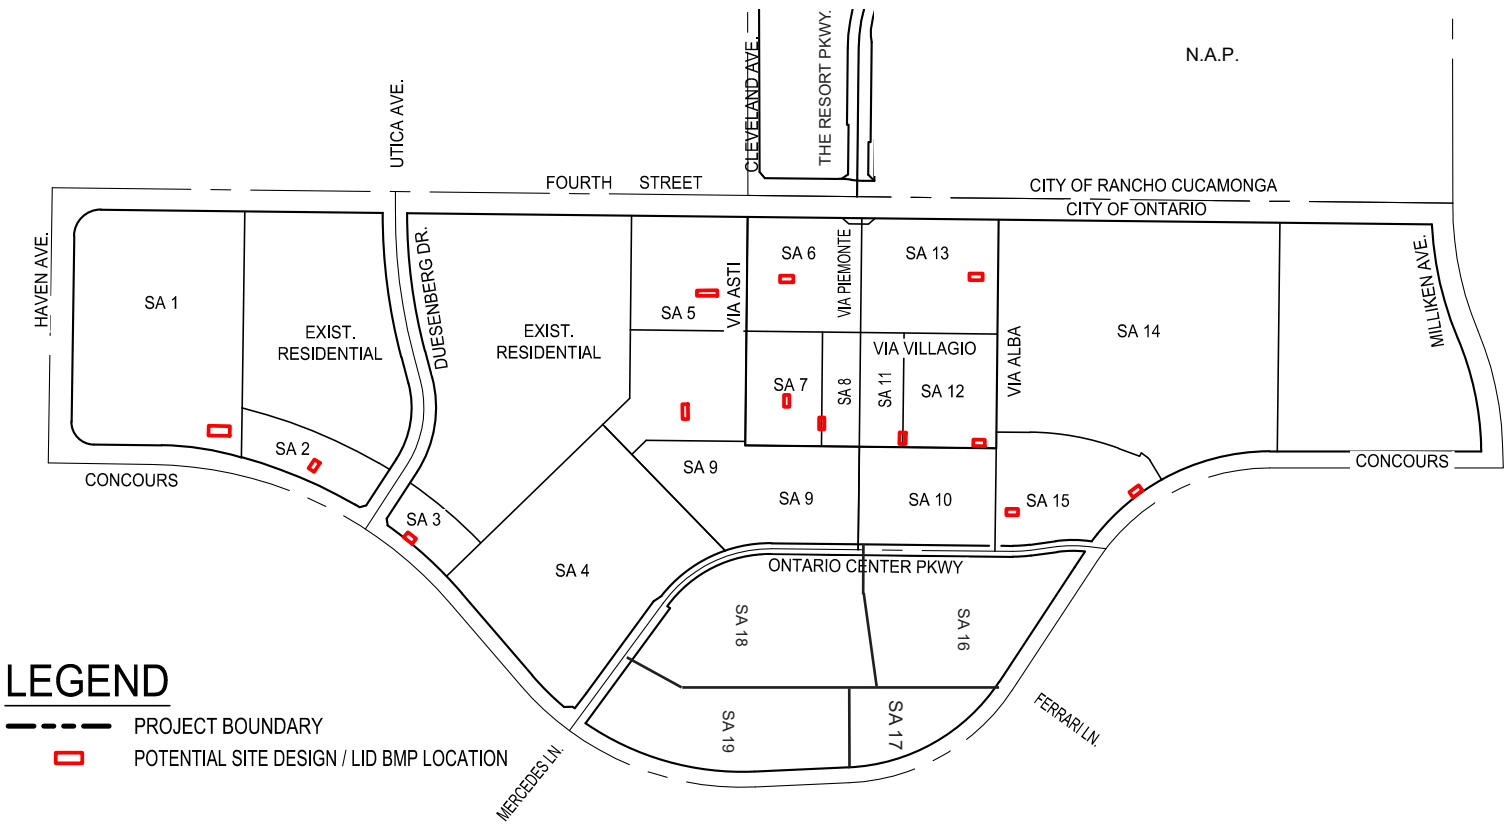 CLEVELAND AVE.
THE RESORT PKWY.
N.A.P.
UTICA AVE.
FOURTH STREET
CITY OF RANCHO CUCAMONGA
CITY OF ONTARIO
HAVEN AVE.
DUESENBERG DR.
VIA ASTI
VIA PIEMONTE
MILLIKEN AVE.
SA 6
SA 13
SA 1
SA 5
EXIST.
RESIDENTIAL
EXIST.
RESIDENTIAL
SA 14
VIA VILLAGIO
VIA ALBA
SA 7
SA 8
SA 11
SA 12
SA 2
CONCOURS
SA 9
SA 9
SA 10
SA 15
CONCOURS
SA 3
SA 4
ONTARIO CENTER PKWY
SA 18
SA 16
SA 19
SA 17
FERRARI LN.
MERCEDES LN.
LEGEND
PROJECT BOUNDARY
POTENTIAL SITE DESIGN / LID BMP LOCATION